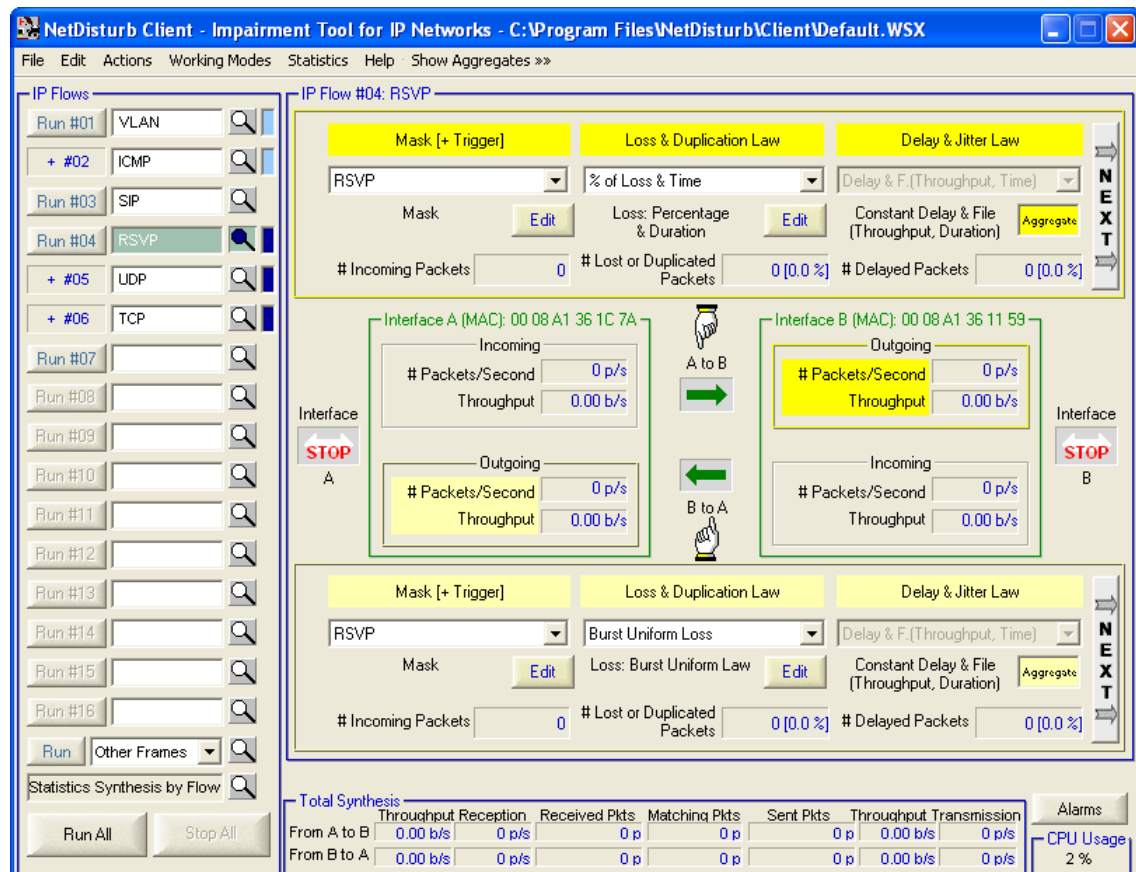 NetDisturb Client - Impairment Tool for IP Networks - C:\Program Files\NetDisturb\Client\Default.WSX
File Edit Actions Working Modes Statistics Help Show Aggregates »»
IP Flows
Run #01 VLAN
+ #02 ICMP
Run #03 SIP
Run #04 RSVP
+ #05 UDP
+ #06 TCP
Run #07
Run #08
Run #09
Run #10
Run #11
Run #12
Run #13
Run #14
Run #15
Run #16
Run Other Frames
Statistics Synthesis by Flow
Run All Stop All
IP Flow #04: RSVP
Mask [+ Trigger] Loss & Duplication Law Delay & Jitter Law
RSVP % of Loss & Time Delay & F.(Throughput, Time)
Mask Edit Loss: Percentage & Duration Edit Constant Delay & File (Throughput, Duration) Aggregate
# Incoming Packets 0 # Lost or Duplicated Packets 0 [0.0 %] # Delayed Packets 0 [0.0 %]
NEXT
Interface A (MAC): 00 08 A1 36 1C 7A
Incoming
# Packets/Second 0 p/s
Throughput 0.00 b/s
Outgoing
# Packets/Second 0 p/s
Throughput 0.00 b/s
Interface
STOP
A
A to B
B to A
Interface B (MAC): 00 08 A1 36 11 59
Outgoing
# Packets/Second 0 p/s
Throughput 0.00 b/s
Incoming
# Packets/Second 0 p/s
Throughput 0.00 b/s
Interface
STOP
B
Mask [+ Trigger] Loss & Duplication Law Delay & Jitter Law
RSVP Burst Uniform Loss Delay & F.(Throughput, Time)
Mask Edit Loss: Burst Uniform Law Edit Constant Delay & File (Throughput, Duration) Aggregate
# Incoming Packets 0 # Lost or Duplicated Packets 0 [0.0 %] # Delayed Packets 0 [0.0 %]
NEXT
Total Synthesis
Throughput Reception Received Pkts Matching Pkts Sent Pkts Throughput Transmission
From A to B 0.00 b/s 0 p/s 0 p 0 p 0 p 0.00 b/s 0 p/s
From B to A 0.00 b/s 0 p/s 0 p 0 p 0 p 0.00 b/s 0 p/s
Alarms
CPU Usage
2 %